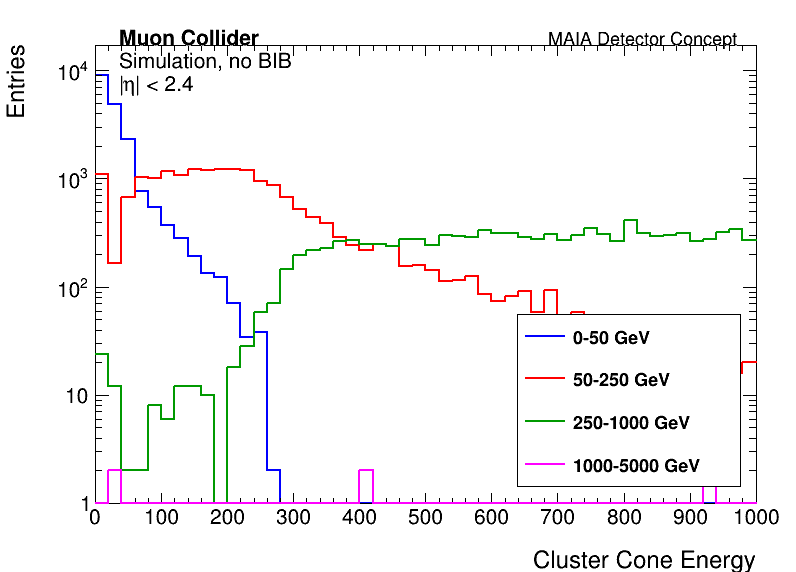 Muon Collider
MAIA Detector Concept
Simulation, no BIB
|η| < 2.4
Entries
10⁴
10³
10²
10
1
0-50 GeV
50-250 GeV
250-1000 GeV
1000-5000 GeV
0 100 200 300 400 500 600 700 800 900 1000
Cluster Cone Energy